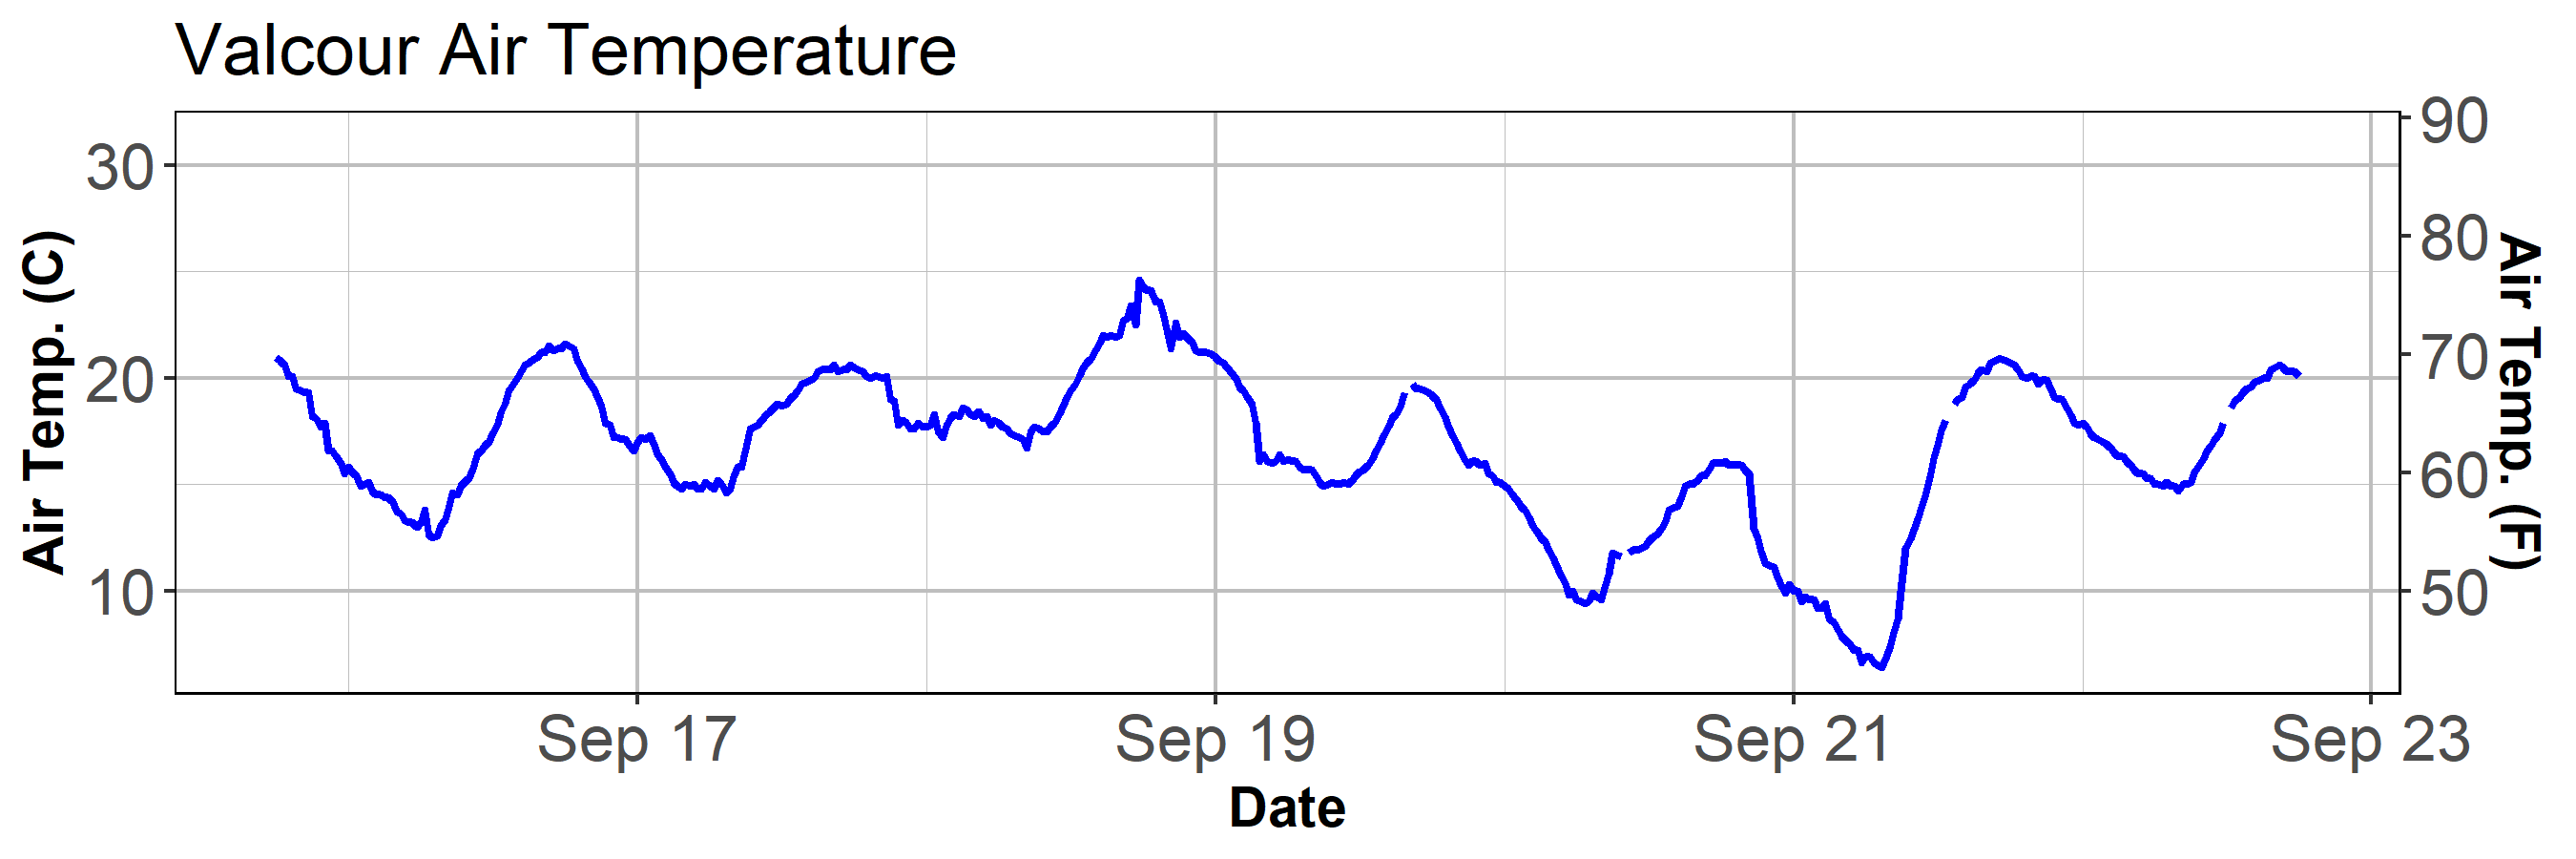 Valcour Air Temperature
Air Temp. (C)
30
20
10
90
80
70
60
50
Air Temp. (F)
Sep 17
Sep 19
Sep 21
Sep 23
Date